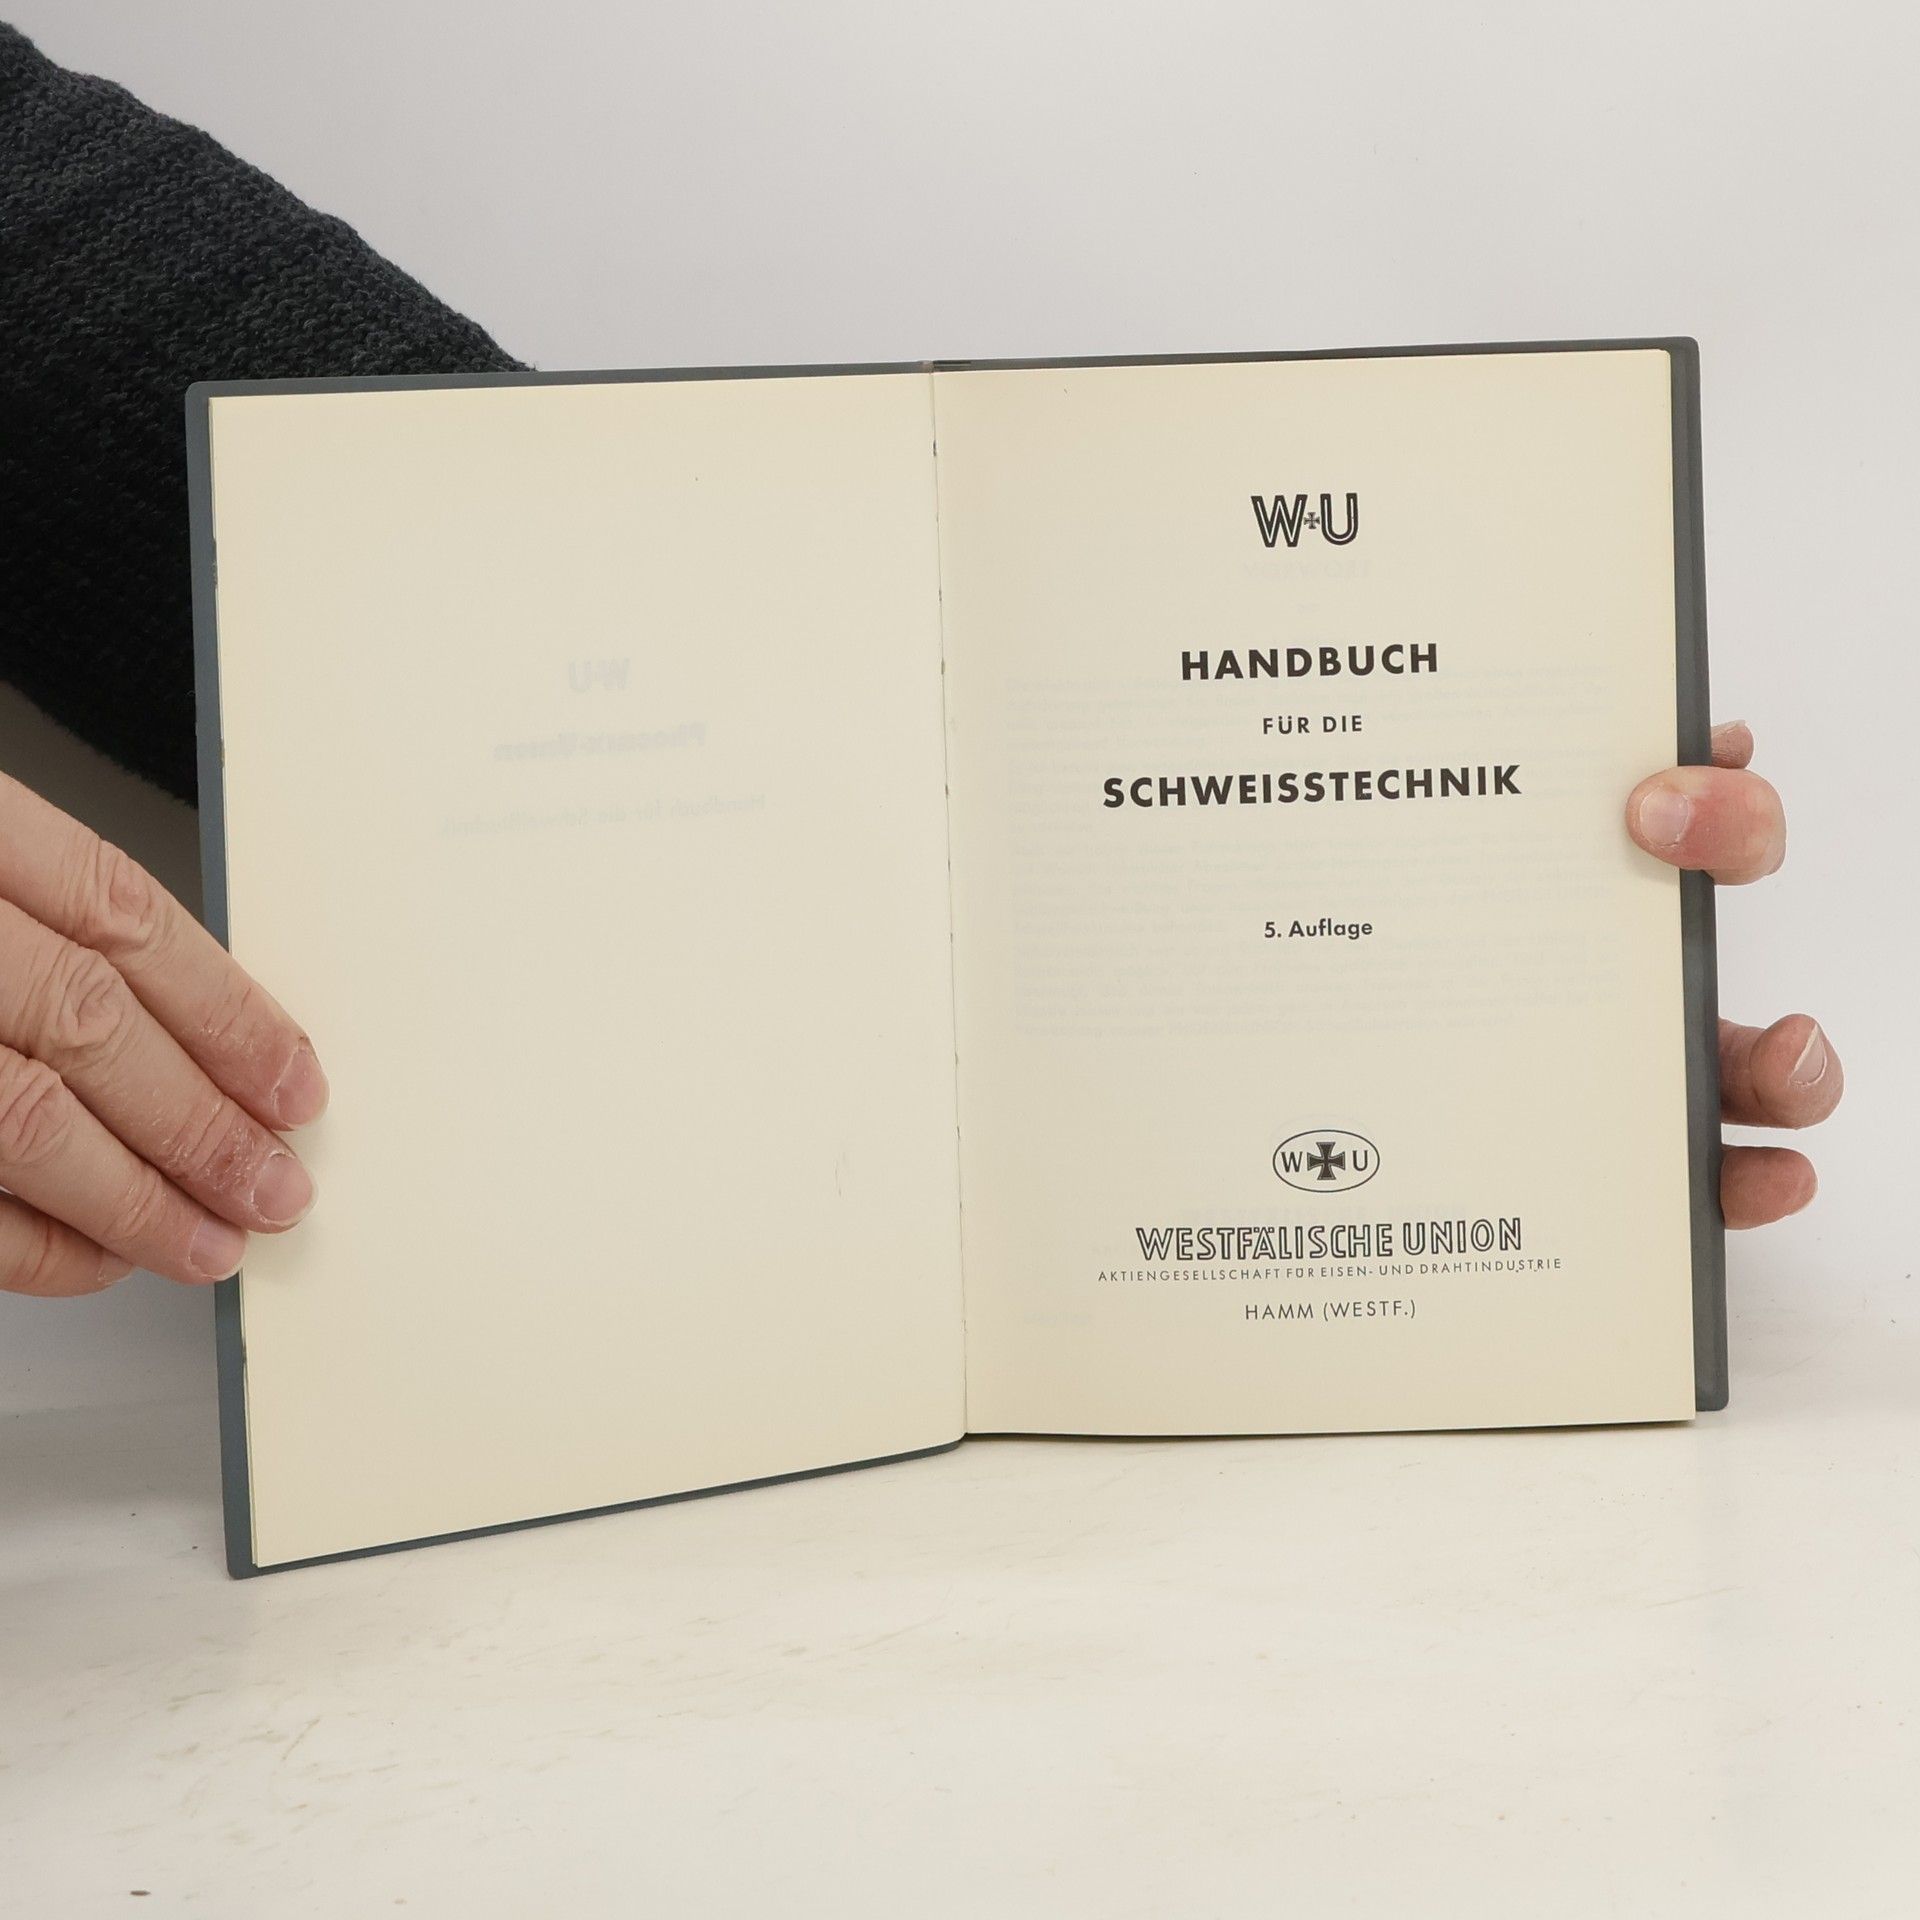 W+U
HANDBUCH
FÜR DIE
SCHWEISSTECHNIK
5. Auflage
W U
WESTFÄLISCHE UNION
AKTIENGESELLSCHAFT FÜR EISEN- UND DRAHTINDUSTRIE
HAMM (WESTF.)